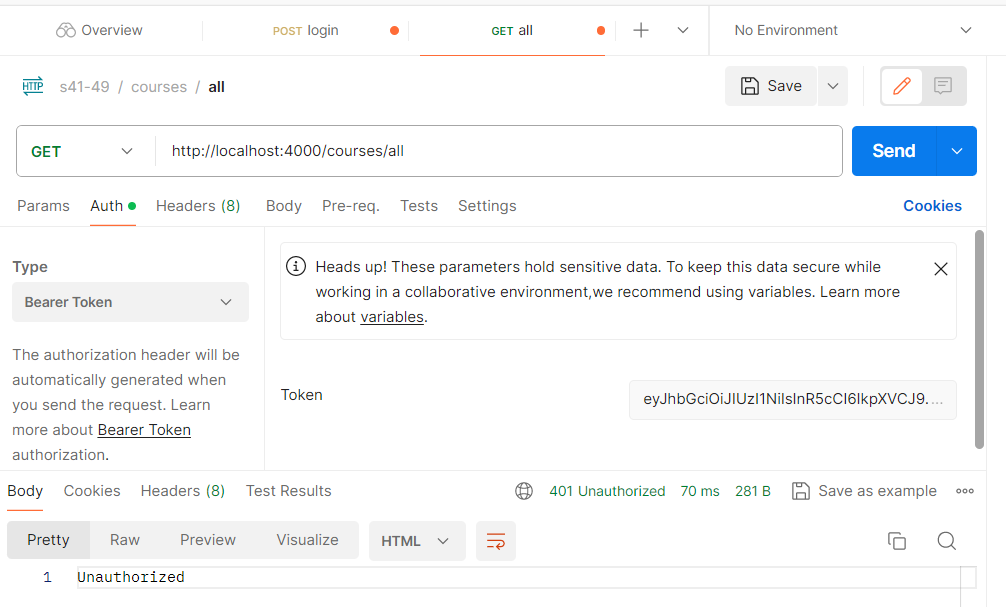 Overview POST login GET all No Environment
HTTP s41-49 / courses / all Save
GET http://localhost:4000/courses/all Send
Params Auth Headers (8) Body Pre-req. Tests Settings Cookies
Type
Bearer Token
The authorization header will be
automatically generated when
you send the request. Learn
more about Bearer Token
authorization.
Heads up! These parameters hold sensitive data. To keep this data secure while
working in a collaborative environment,we recommend using variables. Learn more
about variables.
Token eyJhbGciOiJIUzI1NiIsInR5cCI6IkpXVCJ9. ...
Body Cookies Headers (8) Test Results 401 Unauthorized 70 ms 281 B Save as example
Pretty Raw Preview Visualize HTML
1 Unauthorized